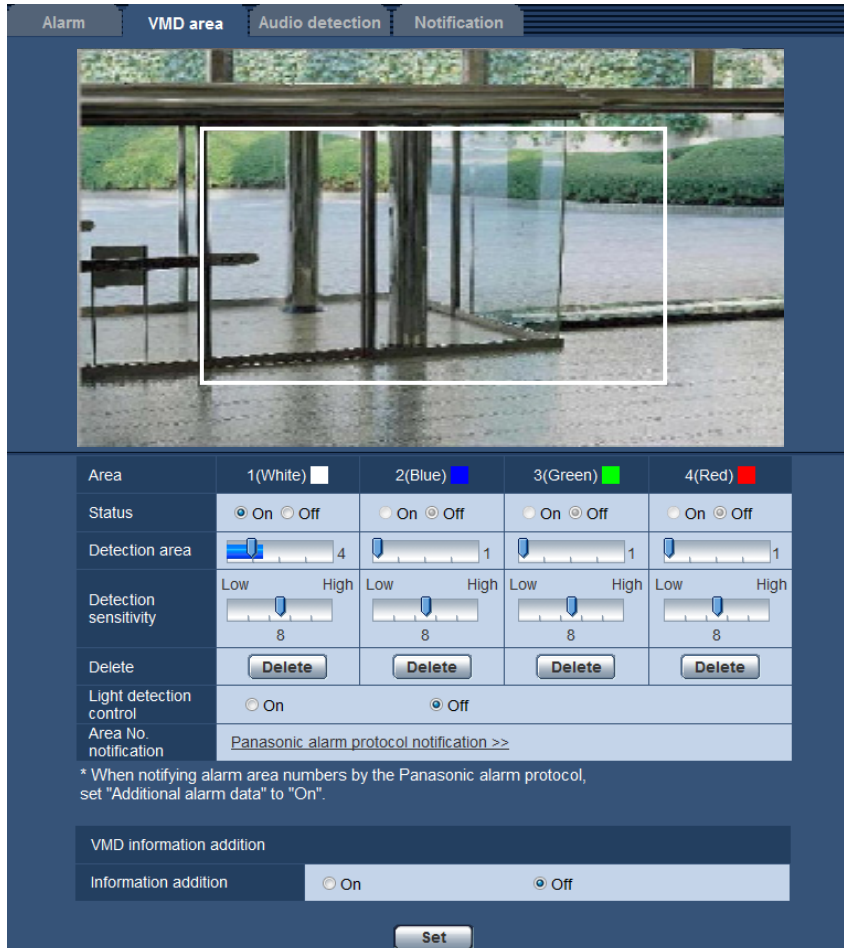 Alarm VMD area Audio detection Notification
Area 1(White) 2(Blue) 3(Green) 4(Red)
Status On Off On Off On Off On Off
Detection area 4 1 1 1
Low High Low High Low High Low High
Detection
sensitivity
8 8 8 8
Delete Delete Delete Delete Delete
Light detection
control On Off
Area No.
notification Panasonic alarm protocol notification >>
* When notifying alarm area numbers by the Panasonic alarm protocol,
set "Additional alarm data" to "On".
VMD information addition
Information addition On Off
Set